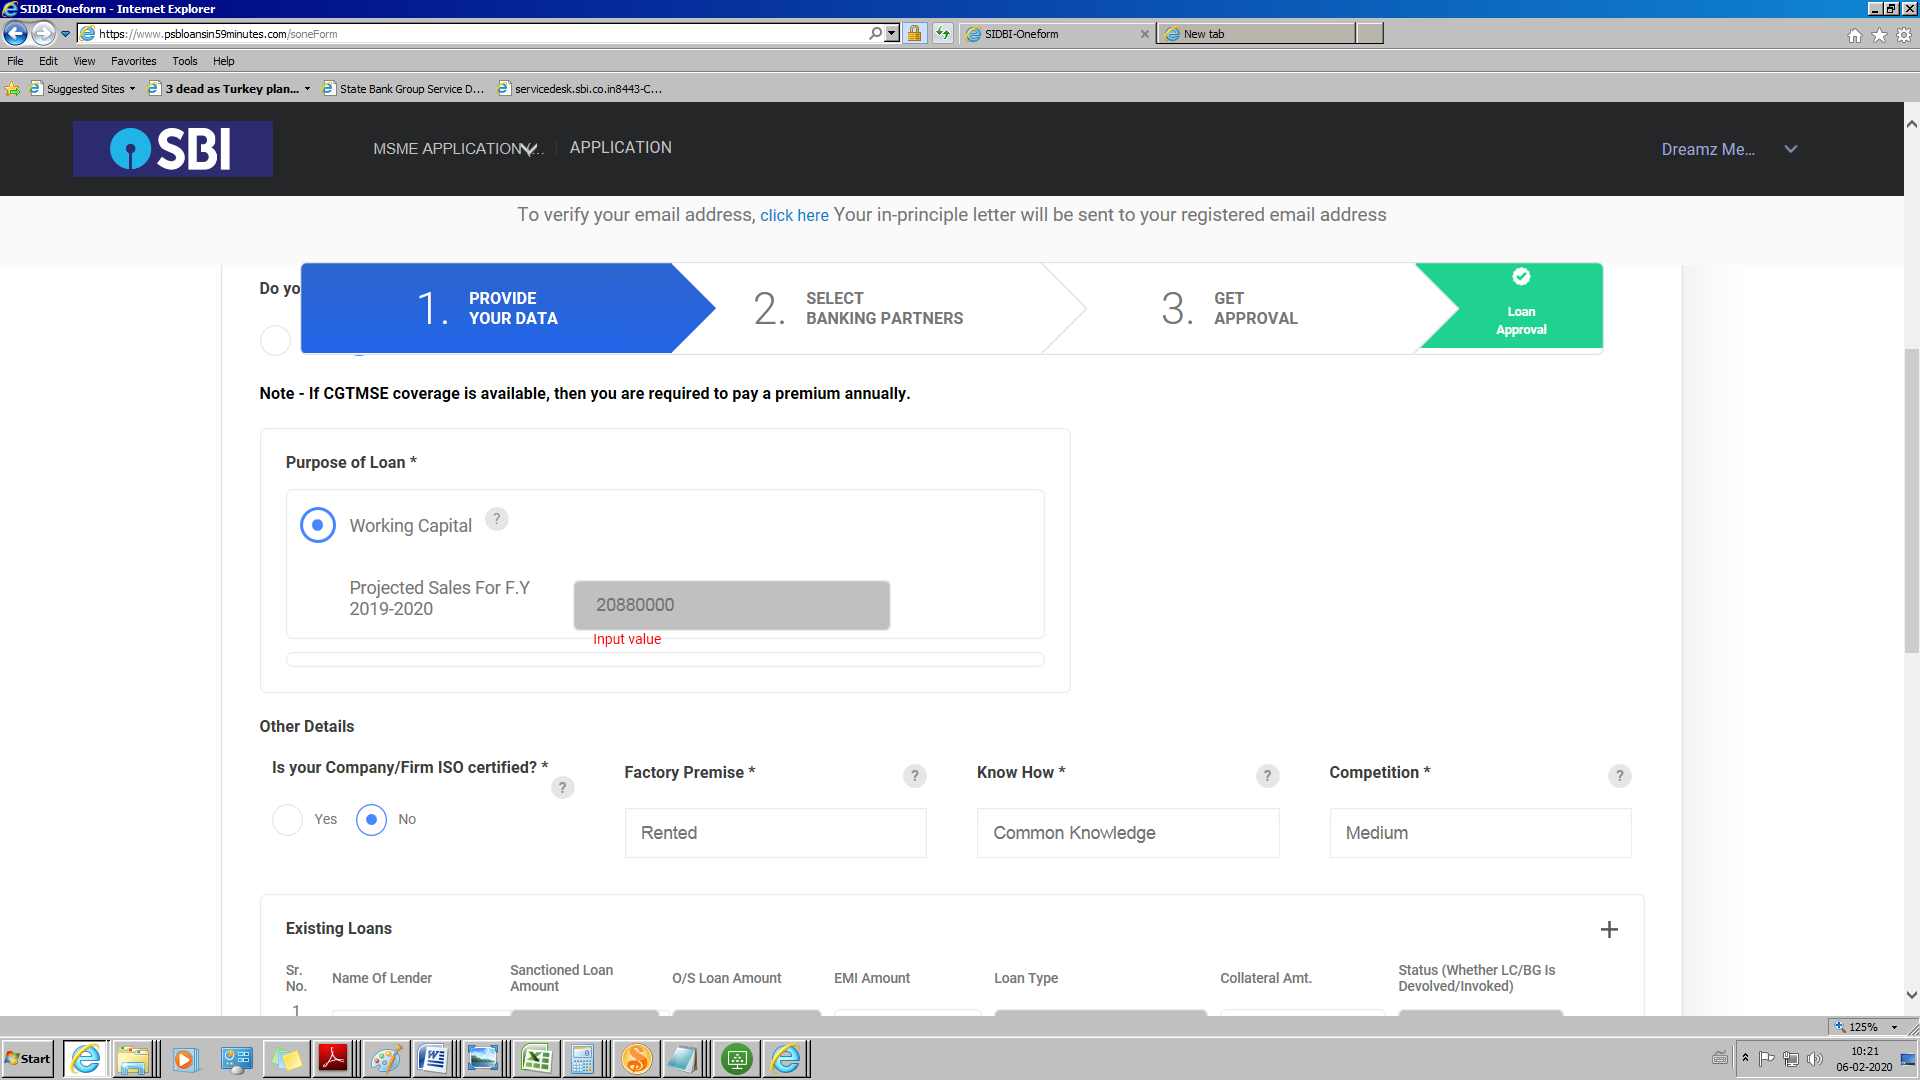 SIDBI-Oneform - Internet Explorer
https://www.psbloansin59minutes.com/soneForm
SIDBI-Oneform
New tab
File Edit View Favorites Tools Help
Suggested Sites
3 dead as Turkey plan...
State Bank Group Service D...
servicedesk.sbi.co.in8443-C...
SBI
MSME APPLICATION
APPLICATION
Dreamz Me...
To verify your email address, click here Your in-principle letter will be sent to your registered email address
Do yo
1. PROVIDE
YOUR DATA
2. SELECT
BANKING PARTNERS
3. GET
APPROVAL
Loan
Approval
Note - If CGTMSE coverage is available, then you are required to pay a premium annually.
Purpose of Loan *
Working Capital ?
Projected Sales For F.Y
2019-2020
20880000
Input value
Other Details
Is your Company/Firm ISO certified? *
?
Yes No
Factory Premise * ?
Rented
Know How * ?
Common Knowledge
Competition * ?
Medium
Existing Loans +
Sr.
No.
Name Of Lender
Sanctioned Loan
Amount
O/S Loan Amount
EMI Amount
Loan Type
Collateral Amt.
Status (Whether LC/BG Is
Devolved/Invoked)
1
125%
Start
10:21
06-02-2020